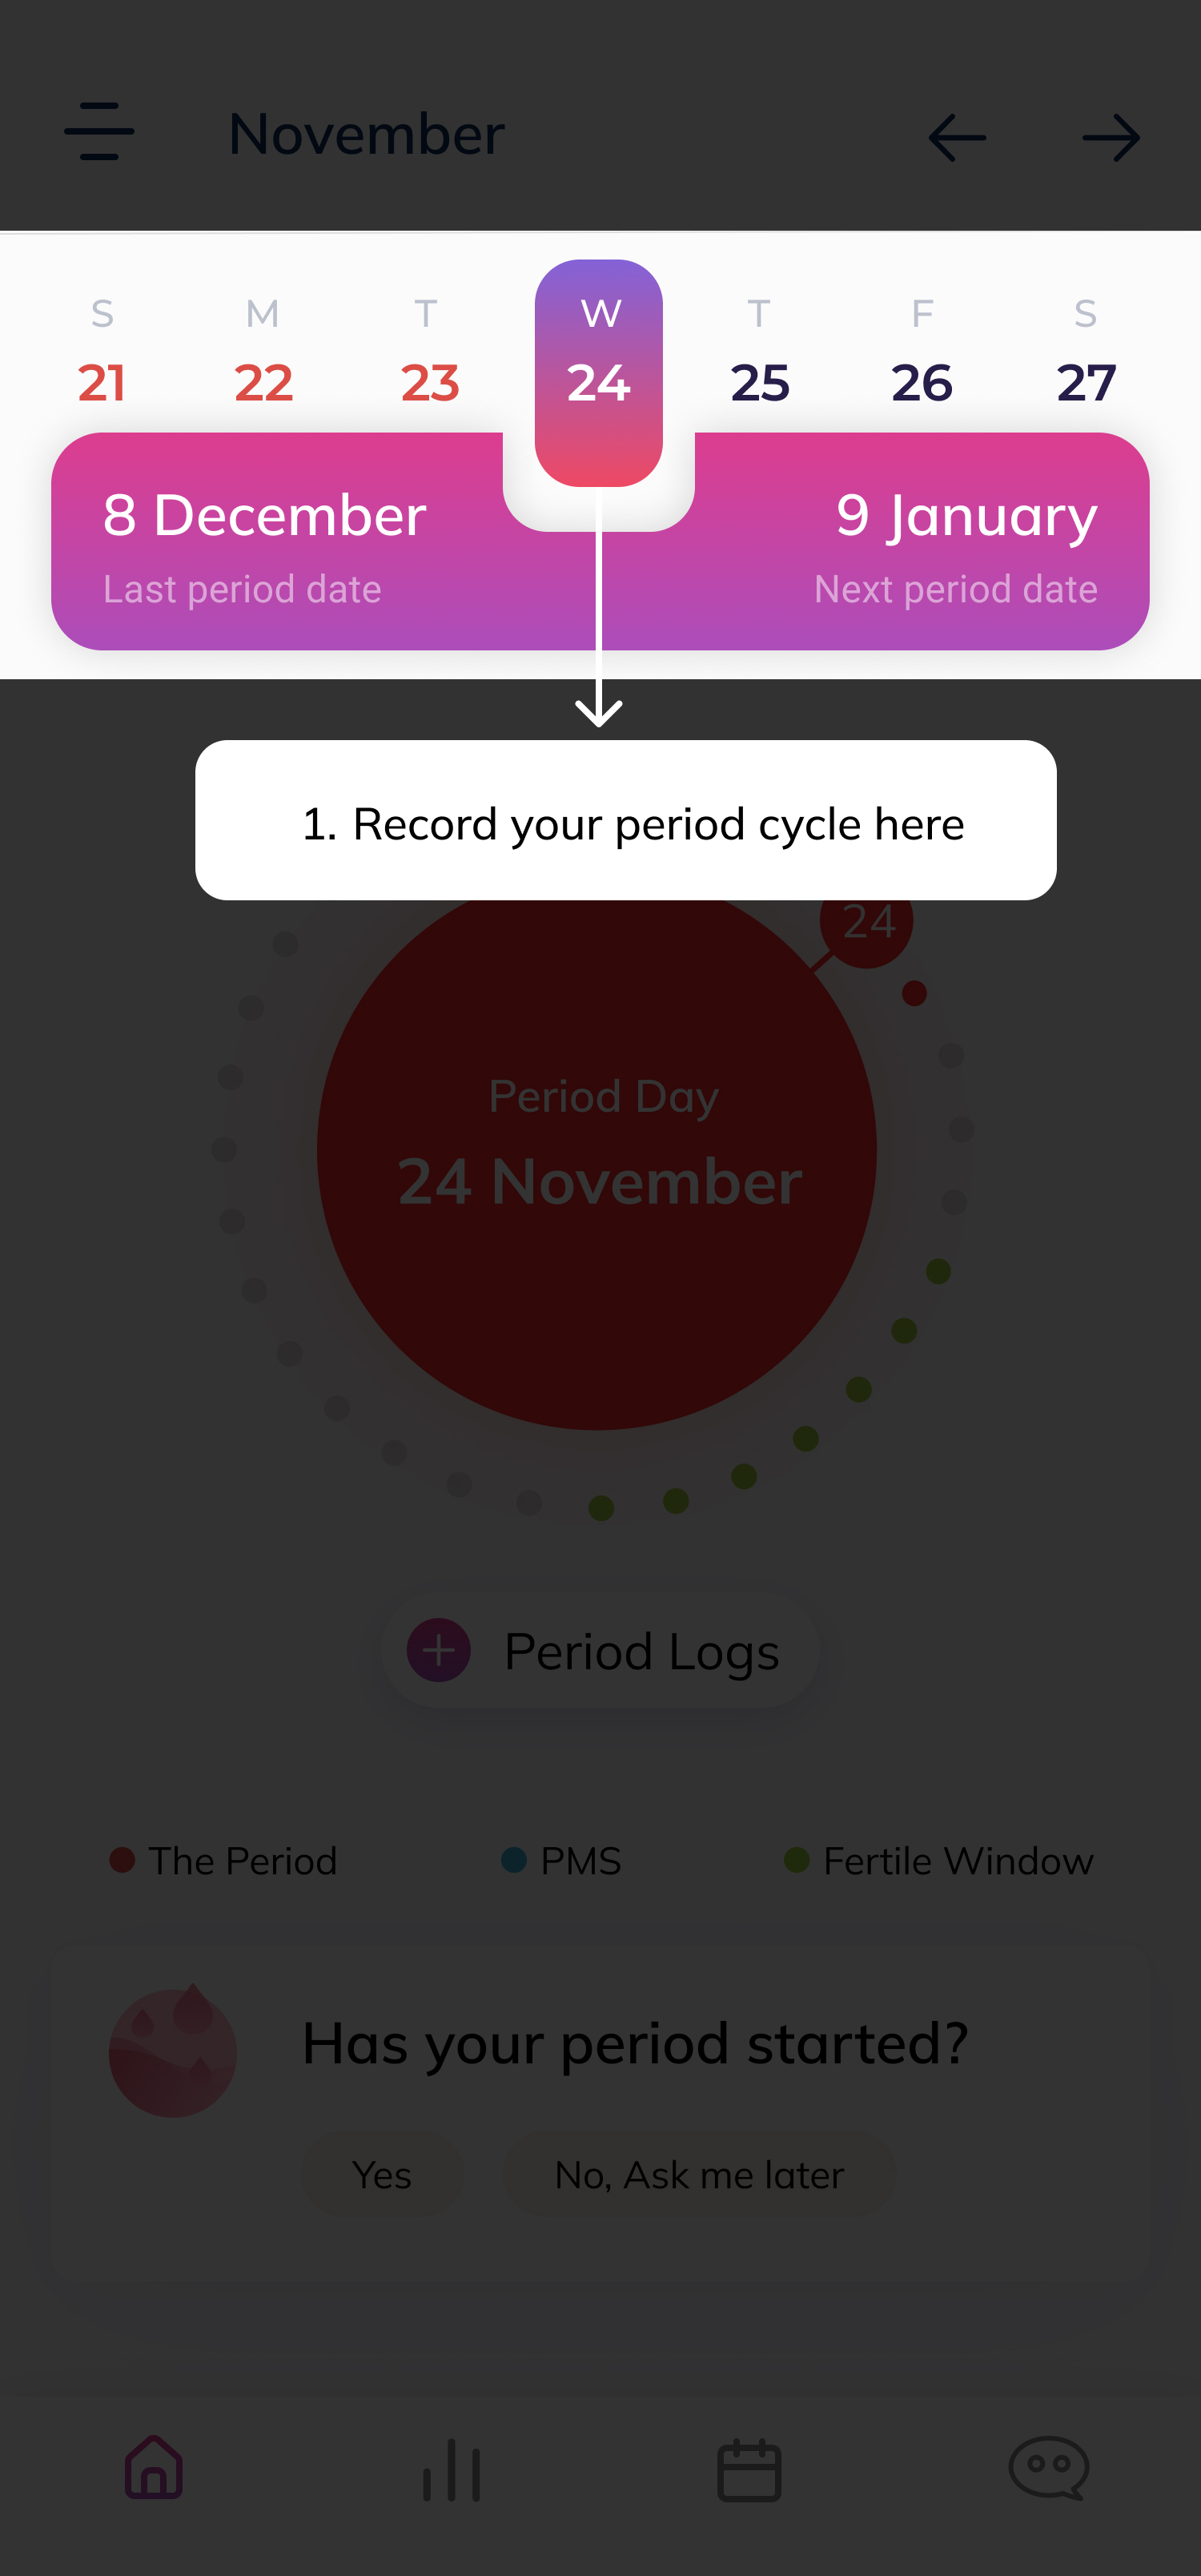 November
S M T W T F S
21 22 23 24 25 26 27
8 December 9 January
Last period date Next period date
1. Record your period cycle here
24
Period Day
24 November
Period Logs
The Period PMS Fertile Window
Has your period started?
Yes No, Ask me later